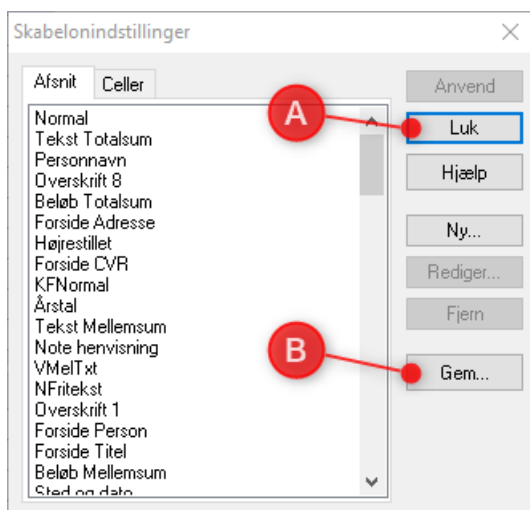 Skabelonindstillinger
Afsnit
Celler
Normal
Tekst Totalsum
Personnavn
Overskrift 8
Beløb Totalsum
Forside Adresse
Højrestillet
Forside CVR
KFNormal
Årstal
Tekst Mellemsum
Note henvisning
VMelTxt
NFritekst
Overskrift 1
Forside Person
Forside Titel
Beløb Mellemsum
Sted og dato
A
B
Anvend
Luk
Hjælp
Ny...
Rediger...
Fjern
Gem...